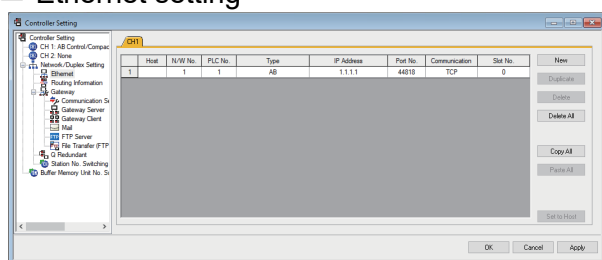 Ethernet setting
Controller Setting
Controller Setting
CH 1: AB Control/Compac
CH 2: None
Network/Duplex Setting
Ethernet
Routing Information
Gateway
Communication Se
Gateway Server
Gateway Client
Mail
FTP Server
File Transfer (FTP
Q Redundant
Station No. Switching
Buffer Memory Unit No. Se
CH1
Host N/W No. PLC No. Type IP Address Port No. Communication Slot No.
1 1 1 AB 1.1.1.1 44818 TCP 0
New
Duplicate
Delete
Delete All
Copy All
Paste All
Set to Host
OK Cancel Apply